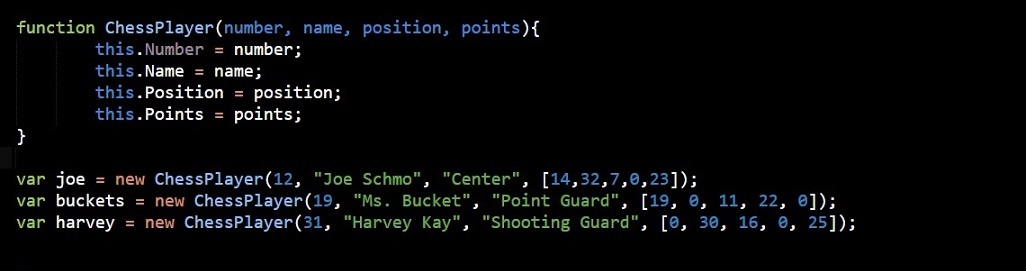 function ChessPlayer(number, name, position, points){
this.Number = number;
this.Name = name;
this.Position = position;
this.Points = points;
}
var joe = new ChessPlayer(12, "Joe Schmo", "Center", [14,32,7,0,23]);
var buckets = new ChessPlayer(19, "Ms. Bucket", "Point Guard", [19, 0, 11, 22, 0]);
var harvey = new ChessPlayer(31, "Harvey Kay", "Shooting Guard", [0, 30, 16, 0, 25]);